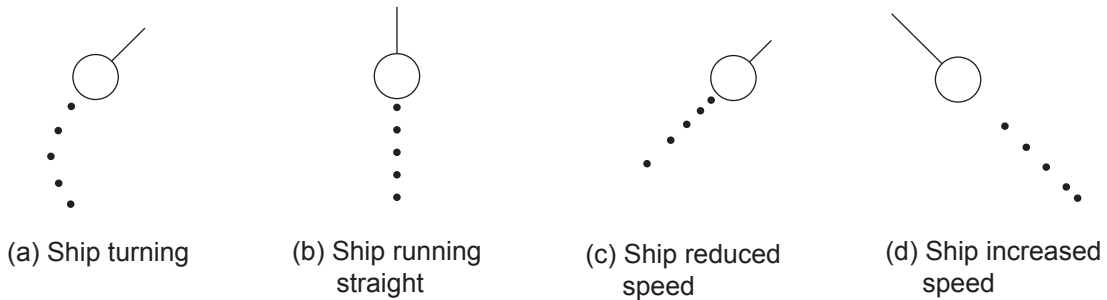 (a) Ship turning
(b) Ship running
straight
(c) Ship reduced
speed
(d) Ship increased
speed